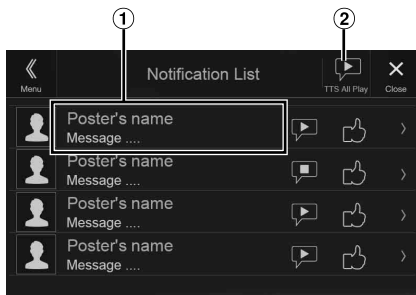 1
2
Menu
Notification List
TTS All Play
Close
Poster's name
Message ....
Poster's name
Message ....
Poster's name
Message ....
Poster's name
Message ....